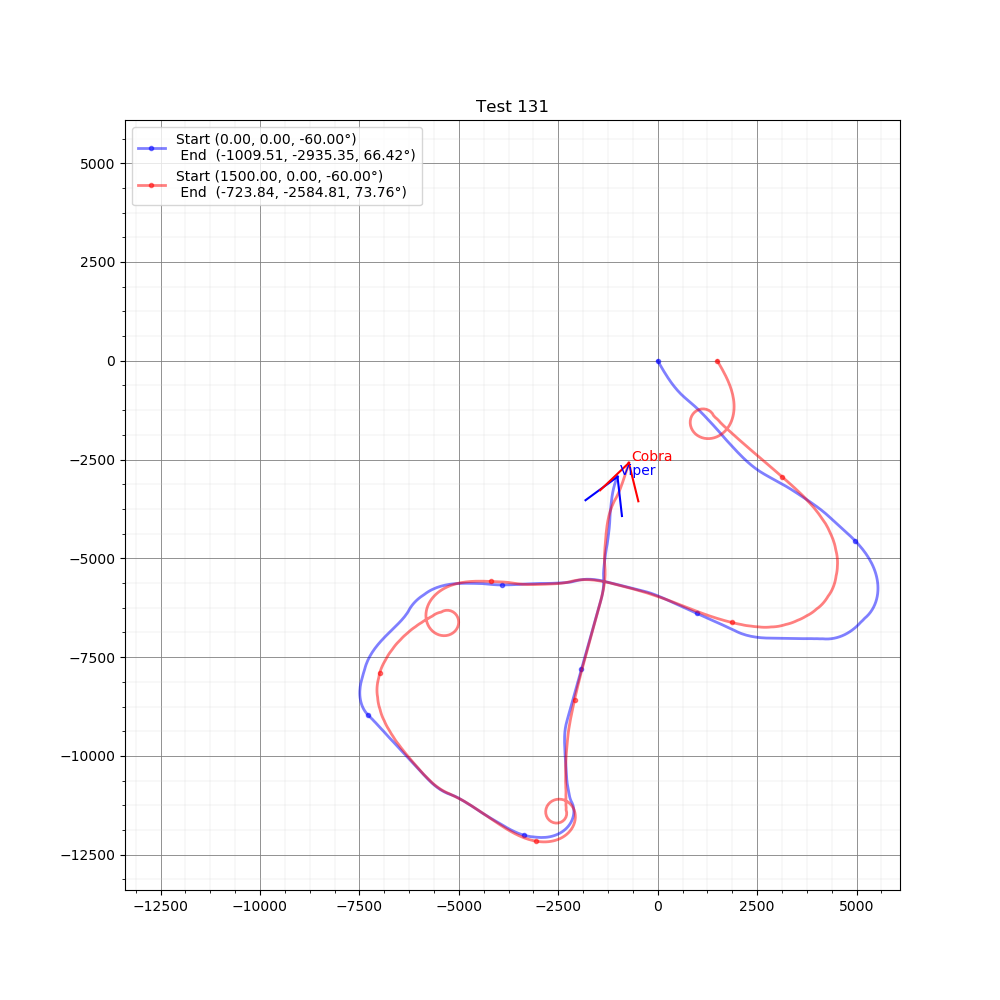 Test 131
Start (0.00, 0.00, -60.00°)
End (-1009.51, -2935.35, 66.42°)
Start (1500.00, 0.00, -60.00°)
End (-723.84, -2584.81, 73.76°)
5000
2500
0
−2500
−5000
−7500
−10000
−12500
Cobra
Viper
−12500 −10000 −7500 −5000 −2500 0 2500 5000